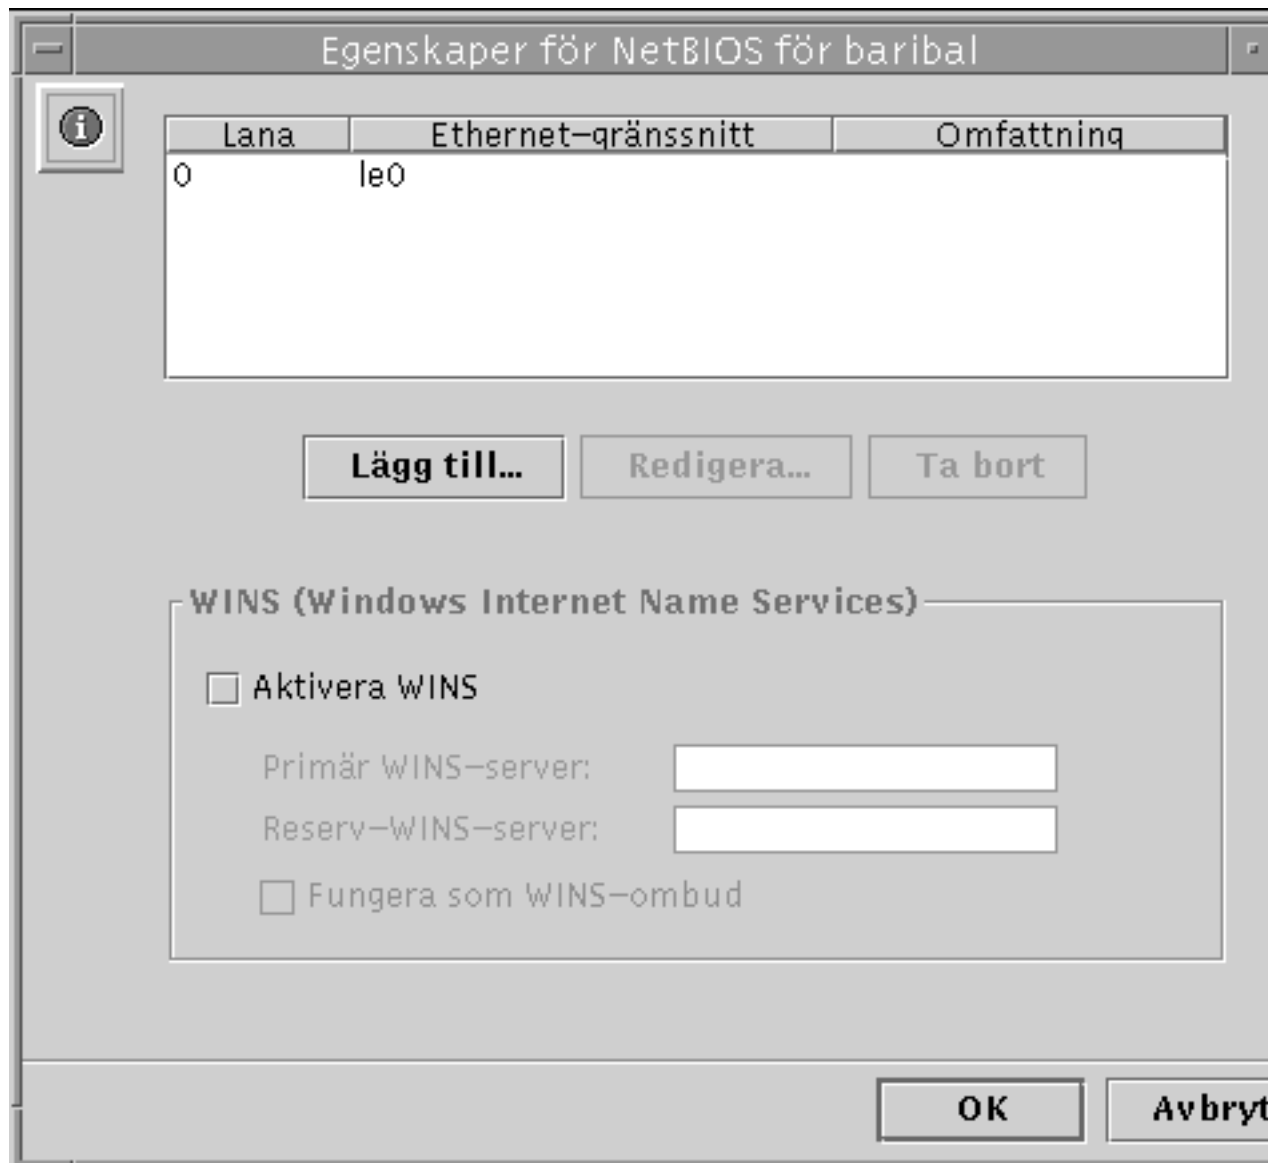 Egenskaper för NetBIOS för baribal
Lana Ethernet-gränssnitt Omfattning
0 le0
Lägg till... Redigera... Ta bort
WINS (Windows Internet Name Services)
Aktivera WINS
Primär WINS-server:
Reserv-WINS-server:
Fungera som WINS-ombud
OK Avbryt